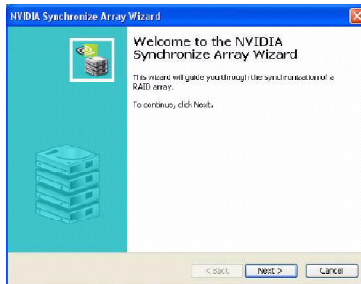 NVIDIA Synchronize Array Wizard
Welcome to the NVIDIA
Synchronize Array Wizard
This wizard will guide you through the synchronization of a
RAID array.
To continue, click Next.
< Back
Next >
Cancel